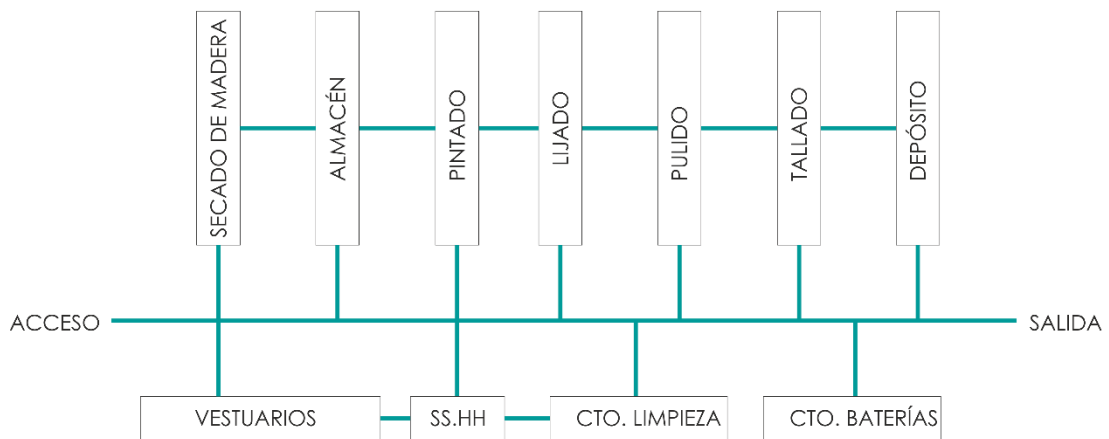 SECADO DE MADERA
ALMACÉN
PINTADO
LIJADO
PULIDO
TALLADO
DEPÓSITO
ACCESO
SALIDA
VESTUARIOS
SS.HH
CTO. LIMPIEZA
CTO. BATERÍAS